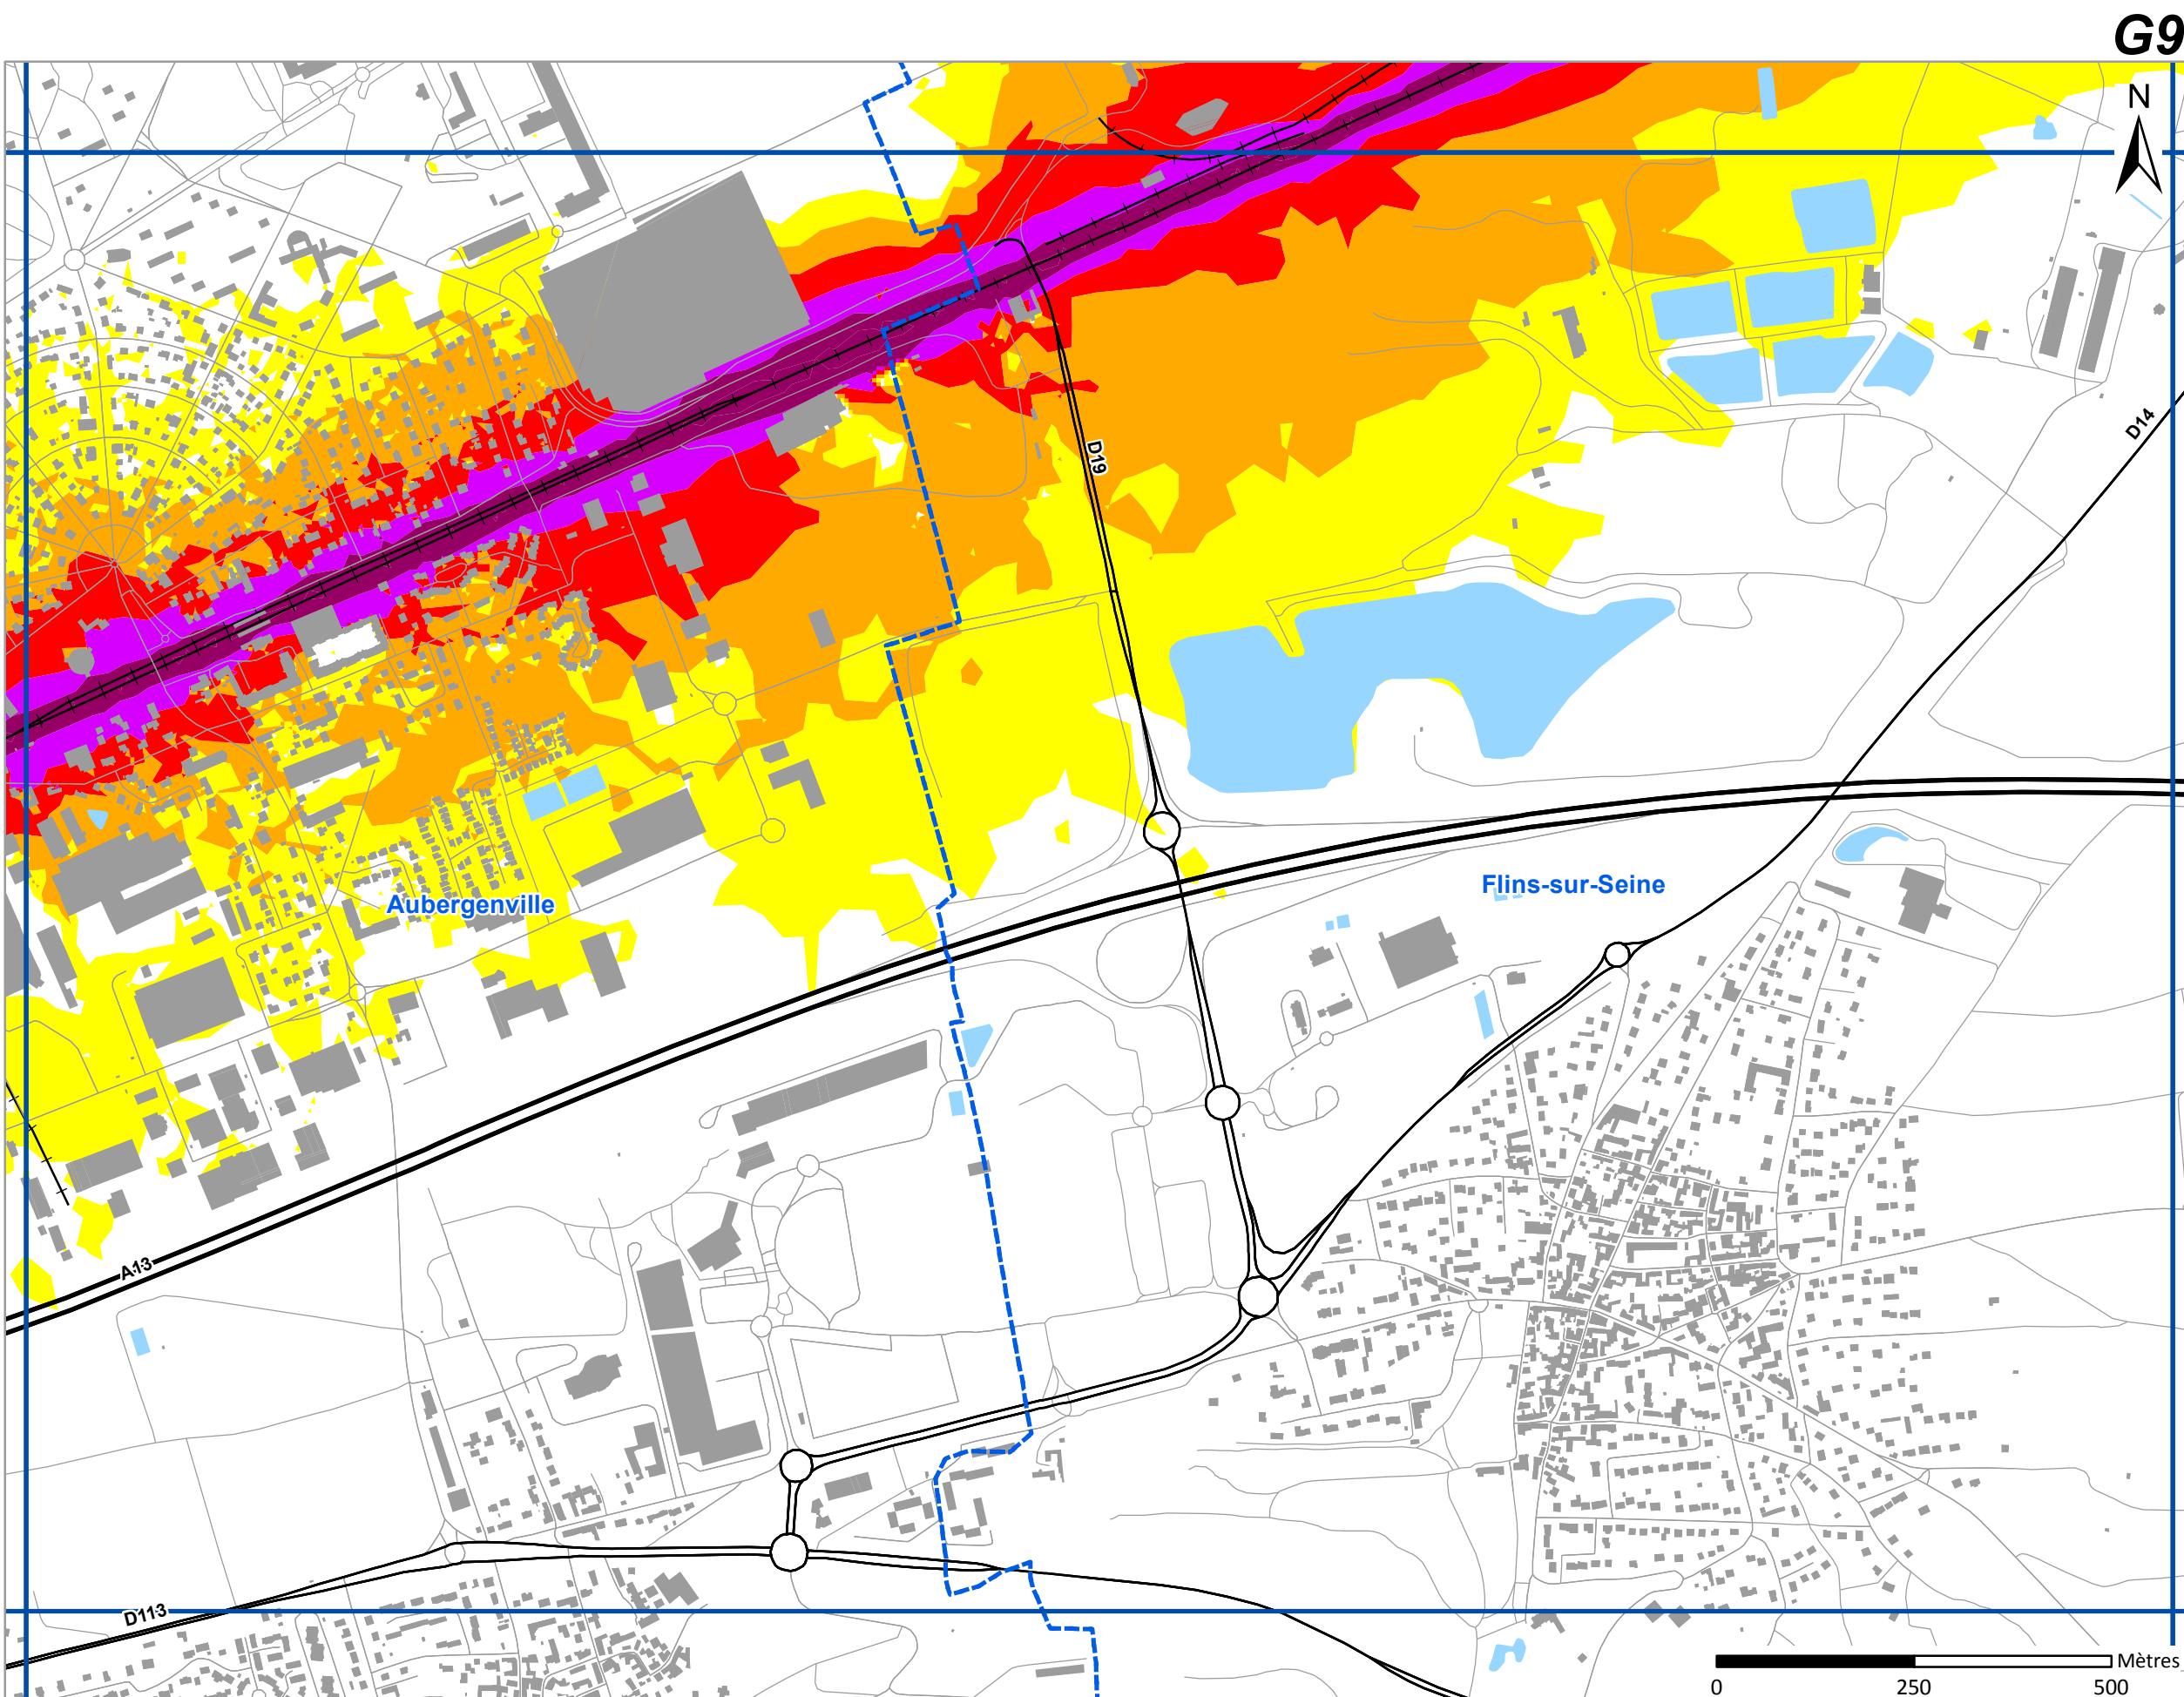 G9
N
D14
D19
Flins-sur-Seine
Aubergenville
A13
D113
Mètres
0 250 500